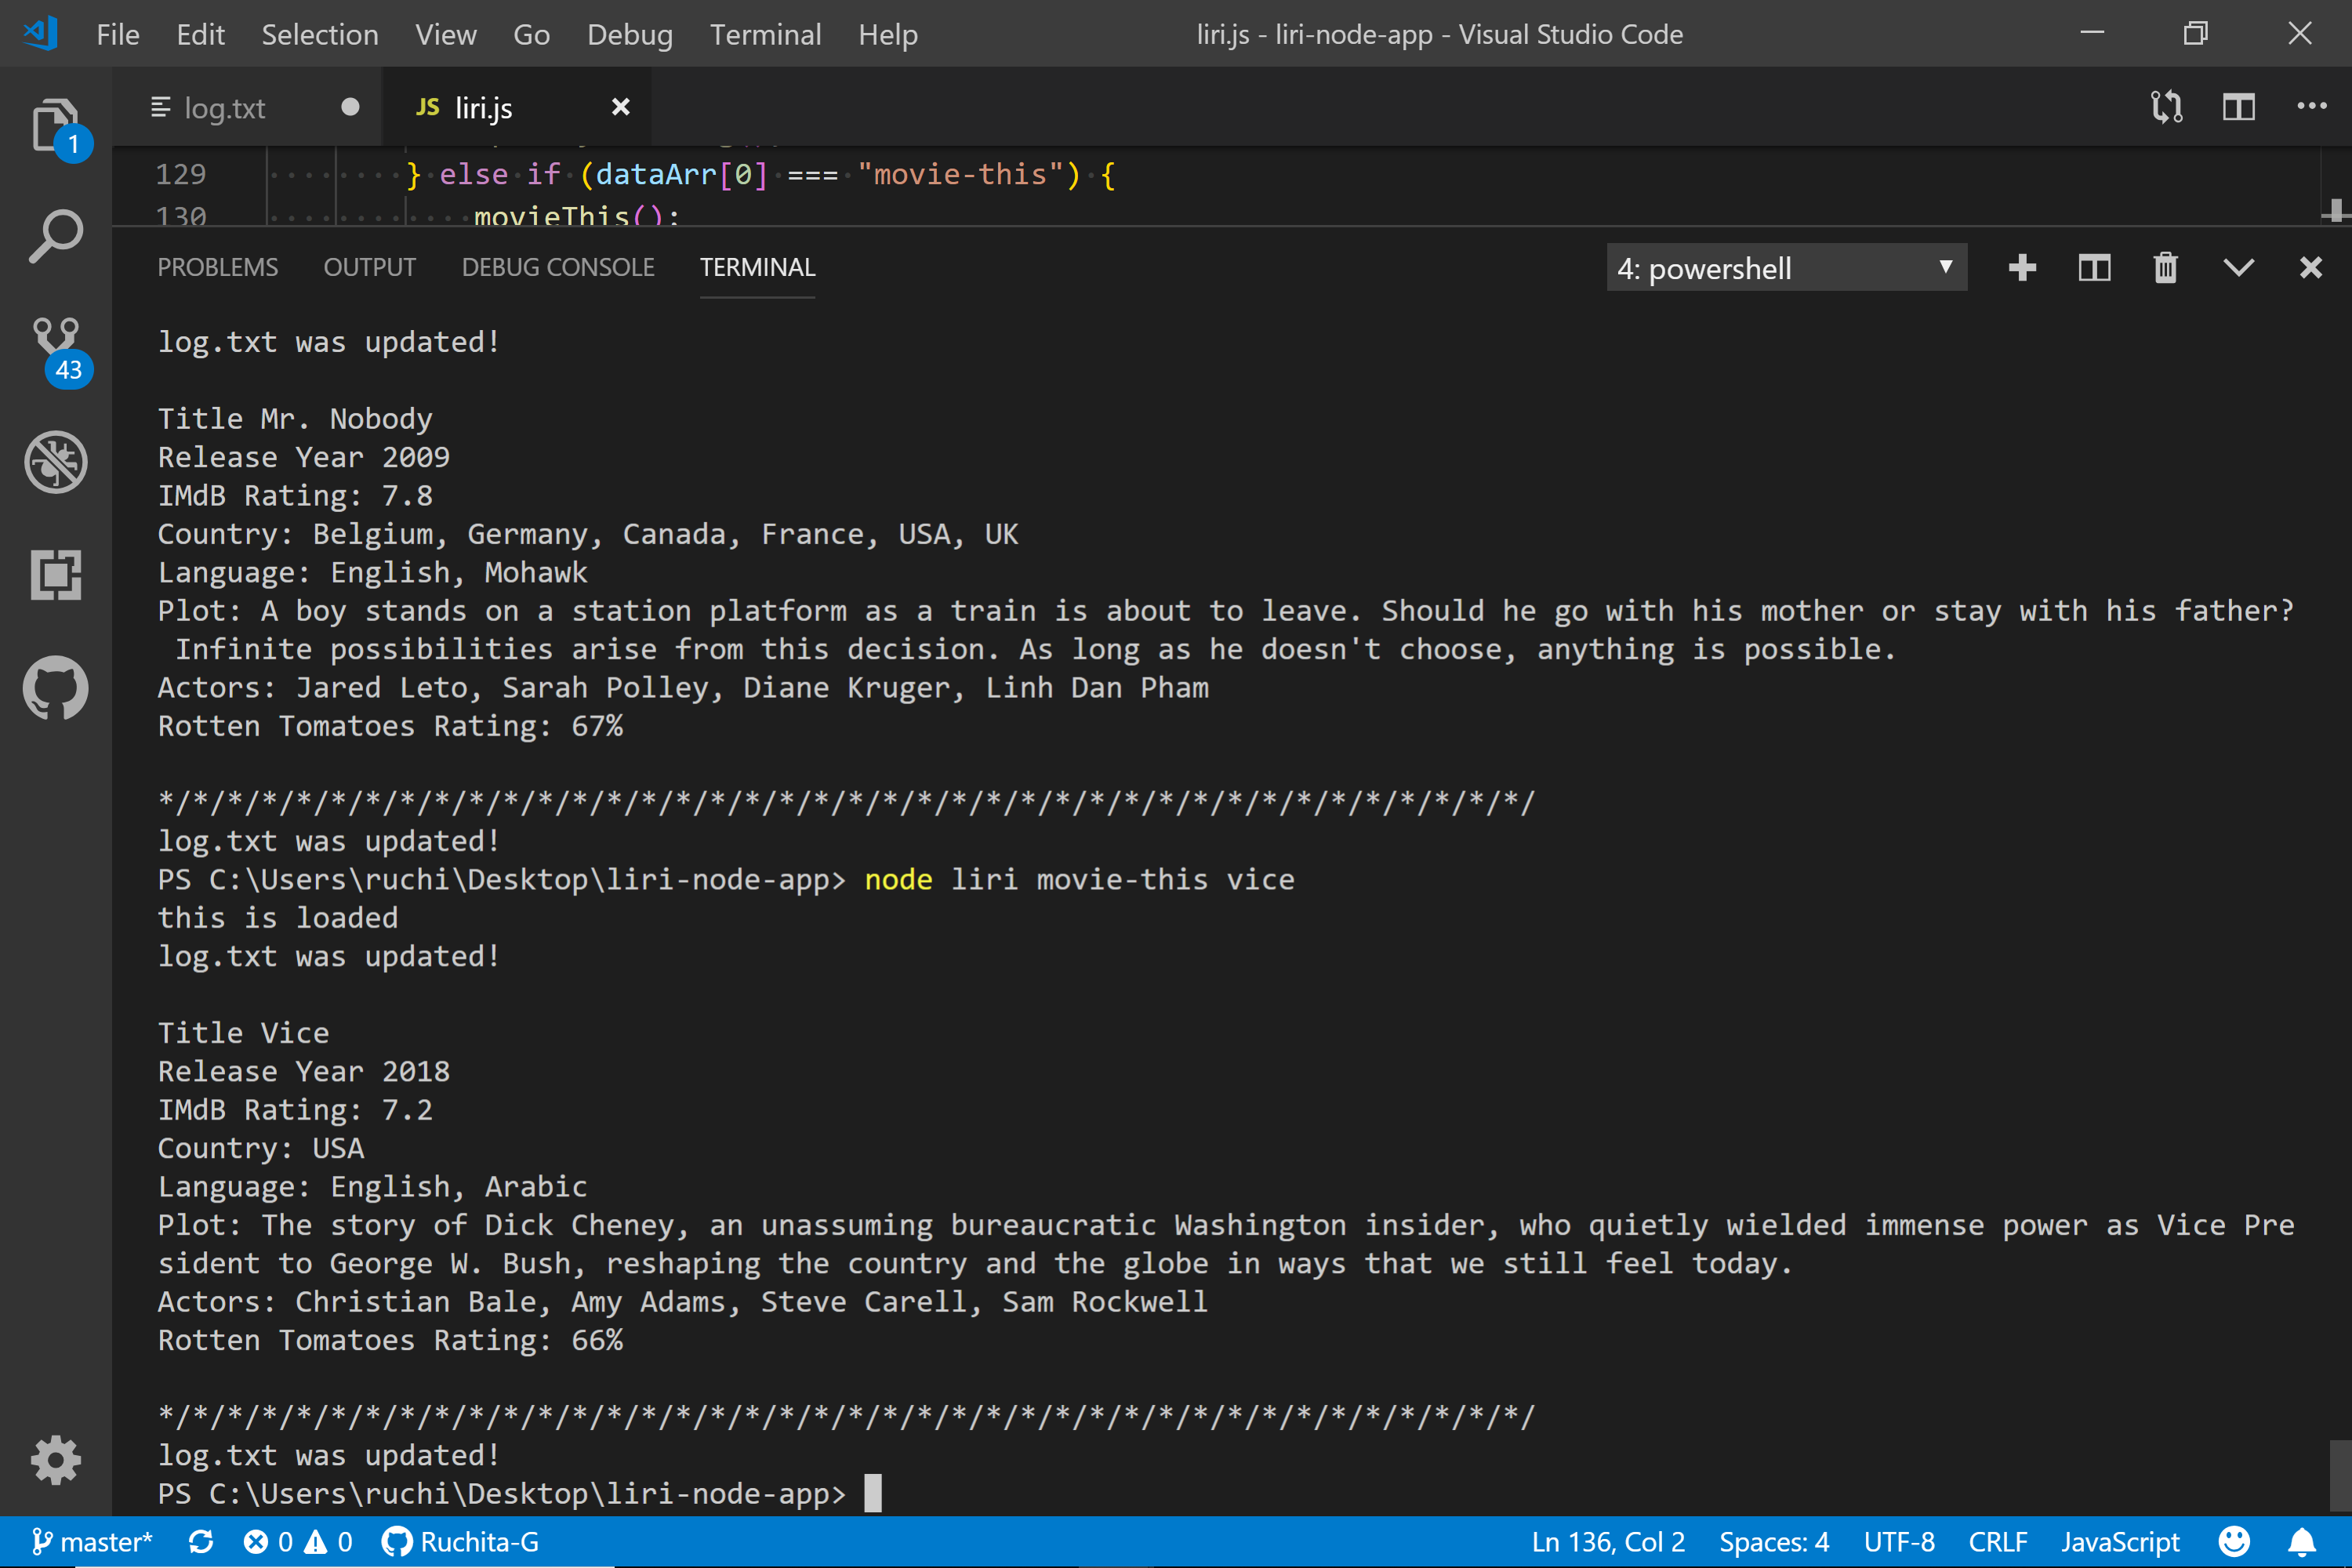 File Edit Selection View Go Debug Terminal Help liri.js - liri-node-app - Visual Studio Code
log.txt JS liri.js
1
43
129 } else if (dataArr[0] === "movie-this") {
130 movieThis();
PROBLEMS OUTPUT DEBUG CONSOLE TERMINAL 4: powershell
log.txt was updated!
Title Mr. Nobody
Release Year 2009
IMdB Rating: 7.8
Country: Belgium, Germany, Canada, France, USA, UK
Language: English, Mohawk
Plot: A boy stands on a station platform as a train is about to leave. Should he go with his mother or stay with his father?
Infinite possibilities arise from this decision. As long as he doesn't choose, anything is possible.
Actors: Jared Leto, Sarah Polley, Diane Kruger, Linh Dan Pham
Rotten Tomatoes Rating: 67%
*/*/*/*/*/*/*/*/*/*/*/*/*/*/*/*/*/*/*/*/*/*/*/*/*/*/*/*/*/*/*/*/*/*/*/*/*/*/*/*/
log.txt was updated!
PS C:\Users\ruchi\Desktop\liri-node-app> node liri movie-this vice
this is loaded
log.txt was updated!
Title Vice
Release Year 2018
IMdB Rating: 7.2
Country: USA
Language: English, Arabic
Plot: The story of Dick Cheney, an unassuming bureaucratic Washington insider, who quietly wielded immense power as Vice Pre
sident to George W. Bush, reshaping the country and the globe in ways that we still feel today.
Actors: Christian Bale, Amy Adams, Steve Carell, Sam Rockwell
Rotten Tomatoes Rating: 66%
*/*/*/*/*/*/*/*/*/*/*/*/*/*/*/*/*/*/*/*/*/*/*/*/*/*/*/*/*/*/*/*/*/*/*/*/*/*/*/*/
log.txt was updated!
PS C:\Users\ruchi\Desktop\liri-node-app>
master* 0 0 Ruchita-G Ln 136, Col 2 Spaces: 4 UTF-8 CRLF JavaScript